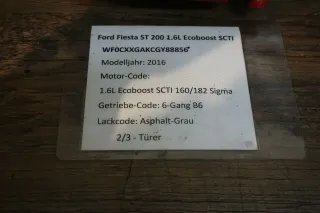 Ford Fiesta ST 200 1.6L Ecoboost SCTI
WF0CXXGAKCGY88856
Modelljahr: 2016
Motor-Code:
1.6L Ecoboost SCTI 160/182 Sigma
Getriebe-Code: 6-Gang B6
Lackcode: Asphalt-Grau
2/3 - Türer